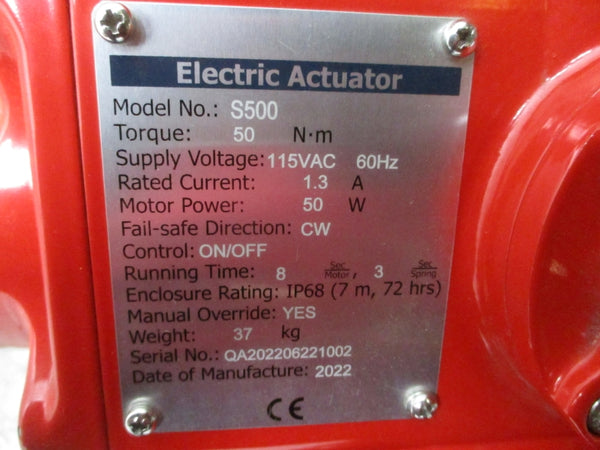 Electric Actuator
Model No.: S500
Torque: 50 N·m
Supply Voltage: 115VAC 60Hz
Rated Current: 1.3 A
Motor Power: 50 W
Fail-safe Direction: CW
Control: ON/OFF
Running Time: 8 Sec/Motor, 3 Sec/Spring
Enclosure Rating: IP68 (7 m, 72 hrs)
Manual Override: YES
Weight: 37 kg
Serial No.: QA202206221002
Date of Manufacture: 2022
CE